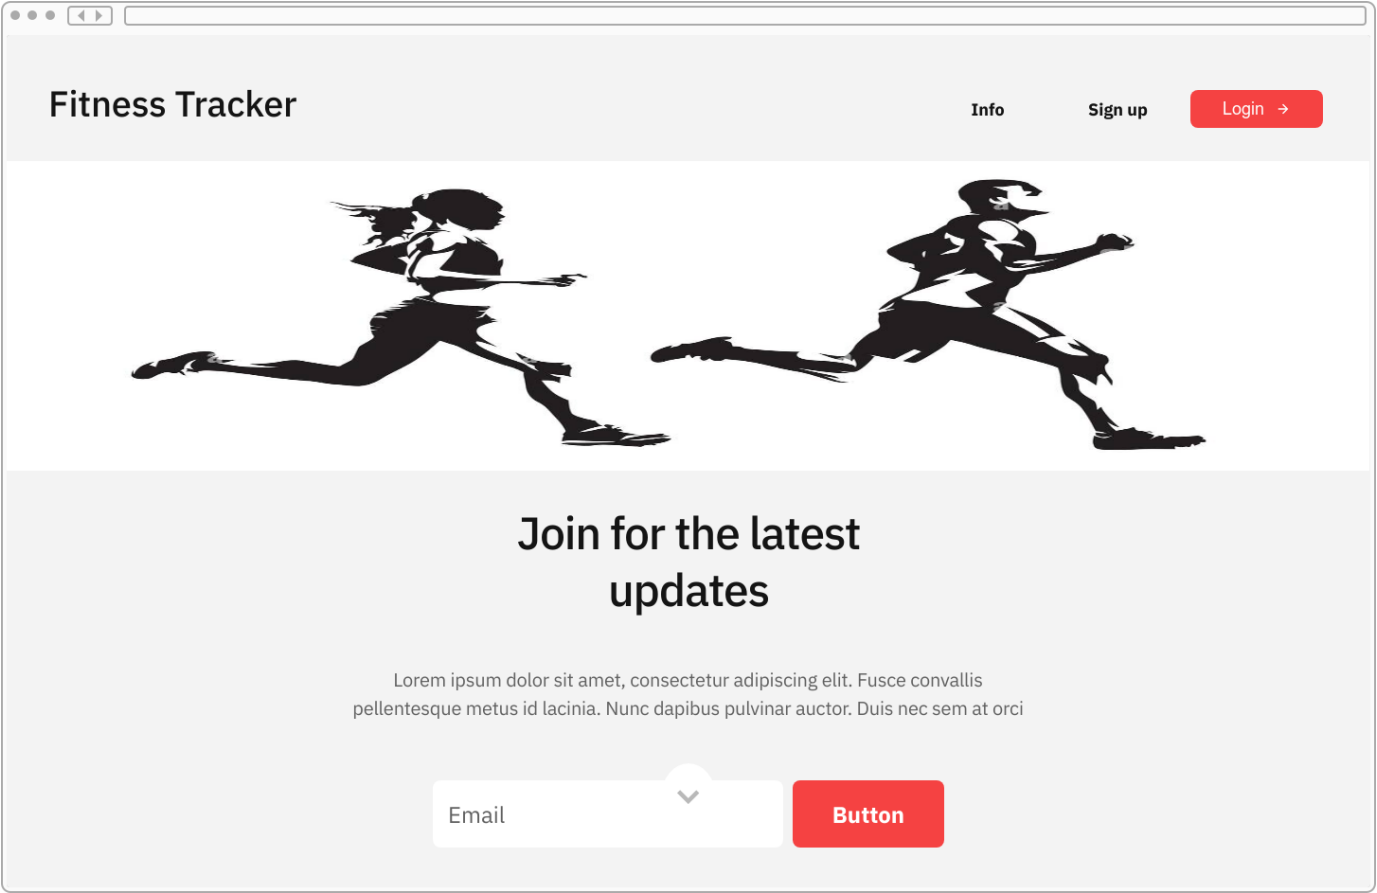 Fitness Tracker
Info
Sign up
Login →
Join for the latest
updates
Lorem ipsum dolor sit amet, consectetur adipiscing elit. Fusce convallis
pellentesque metus id lacinia. Nunc dapibus pulvinar auctor. Duis nec sem at orci
Email
Button